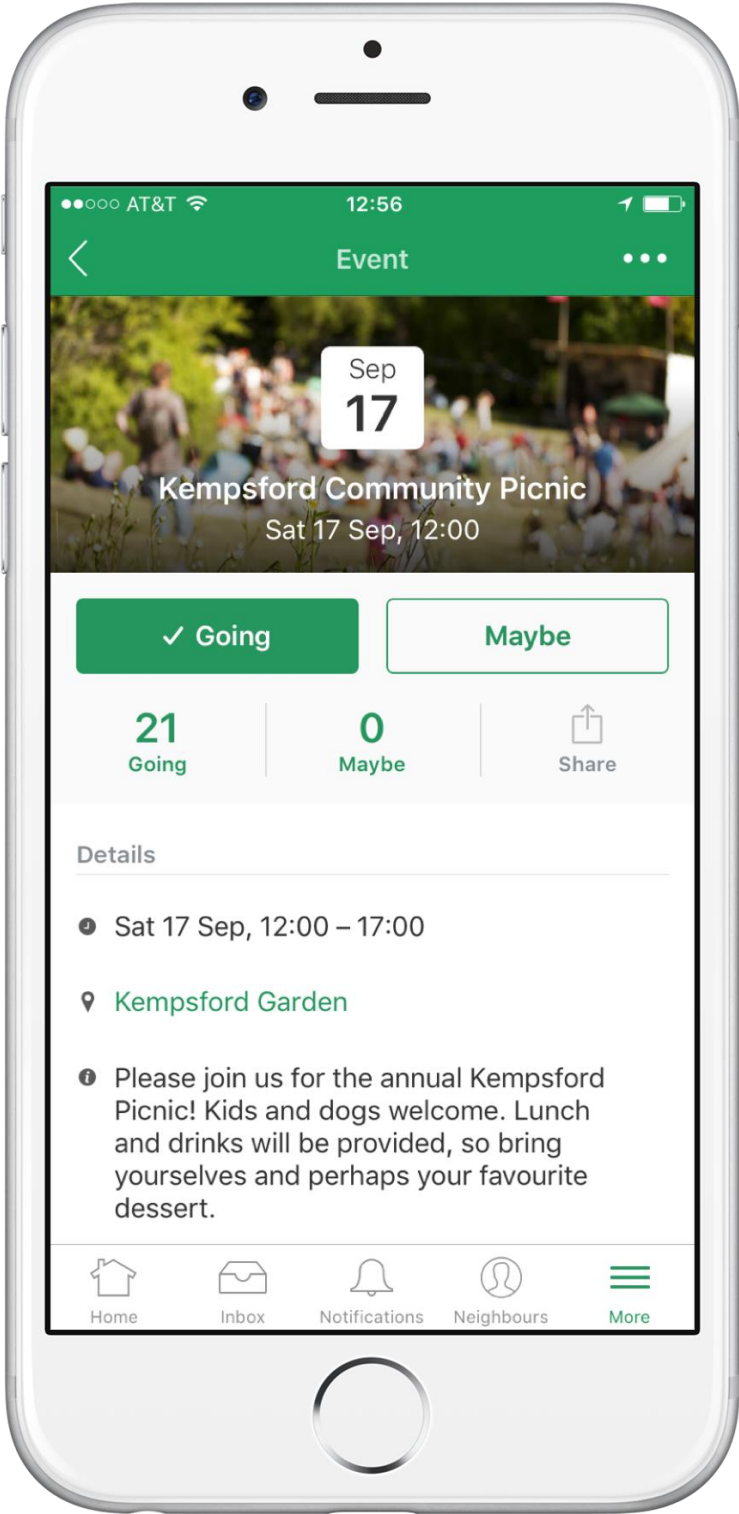 AT&T 12:56
Event
Sep
17
Kempsford Community Picnic
Sat 17 Sep, 12:00
Going Maybe
21 0
Going Maybe Share
Details
Sat 17 Sep, 12:00 – 17:00
Kempsford Garden
Please join us for the annual Kempsford
Picnic! Kids and dogs welcome. Lunch
and drinks will be provided, so bring
yourselves and perhaps your favourite
dessert.
Home Inbox Notifications Neighbours More